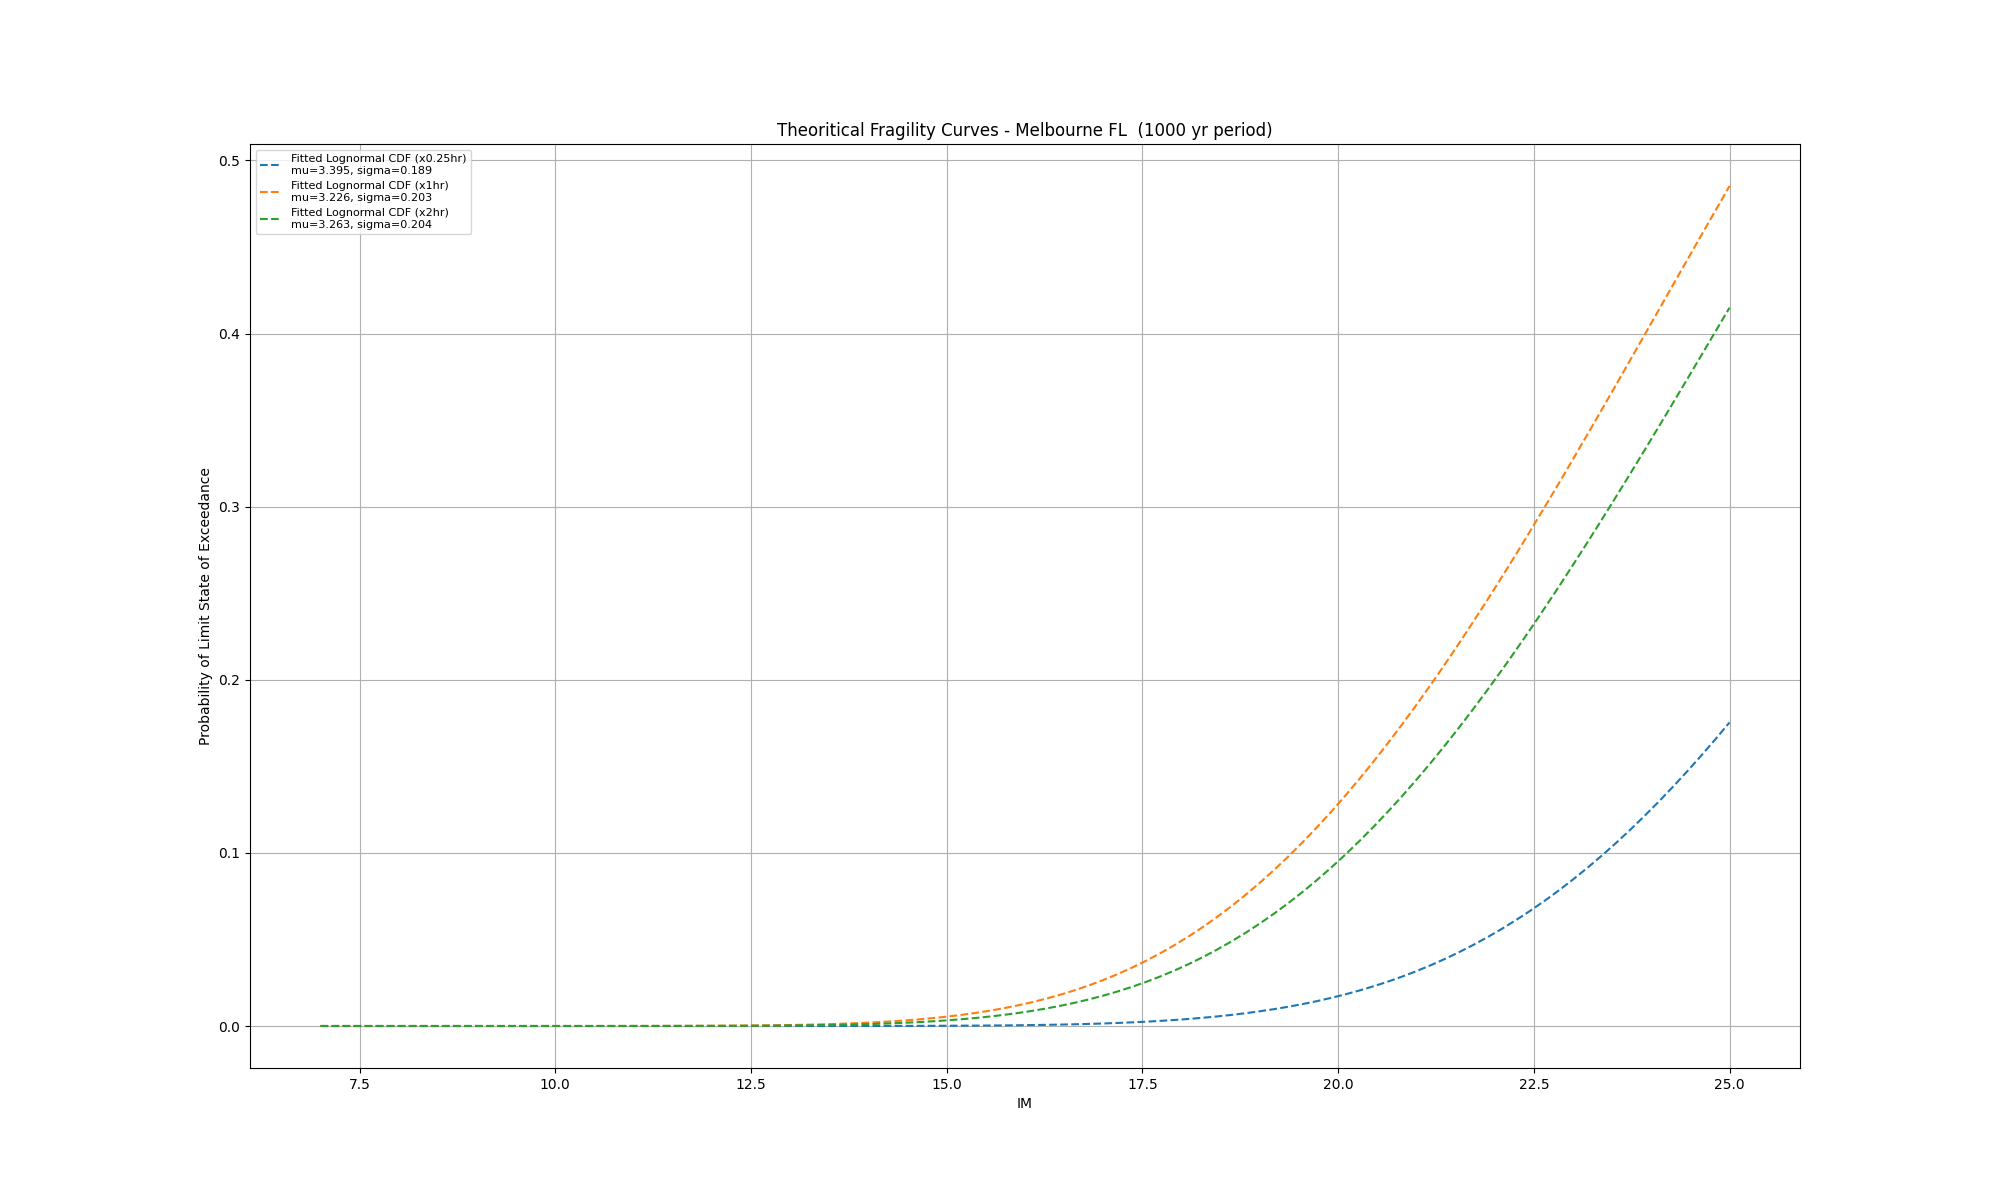 Theoritical Fragility Curves - Melbourne FL  (1000 yr period)
Fitted Lognormal CDF (x0.25hr)
mu=3.395, sigma=0.189
Fitted Lognormal CDF (x1hr)
mu=3.226, sigma=0.203
Fitted Lognormal CDF (x2hr)
mu=3.263, sigma=0.204
Probability of Limit State of Exceedance
0.5
0.4
0.3
0.2
0.1
0.0
7.5 10.0 12.5 15.0 17.5 20.0 22.5 25.0
IM